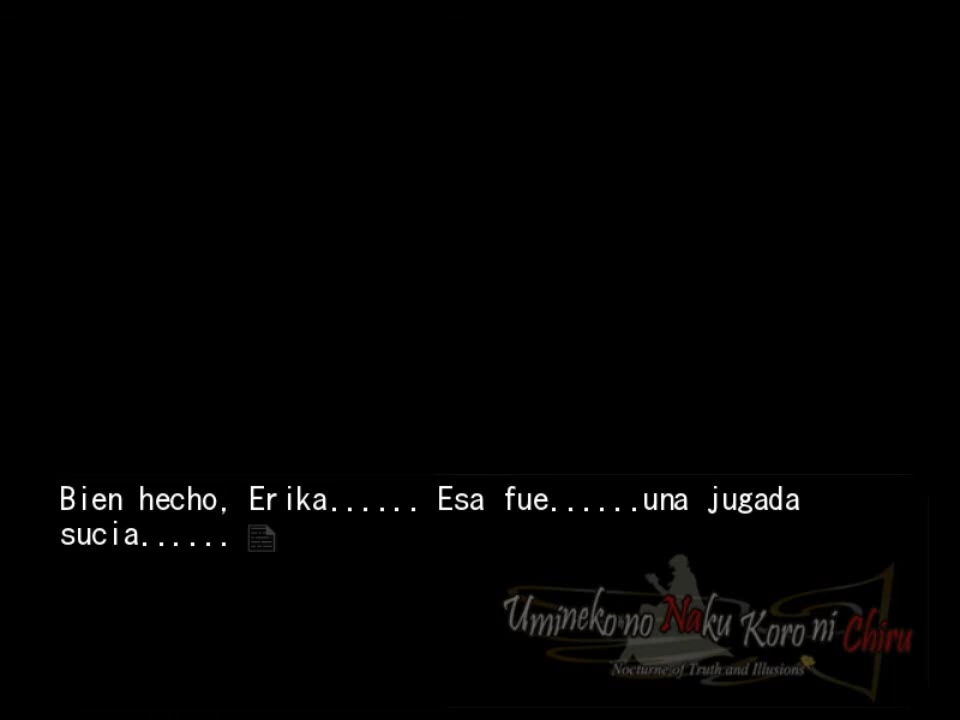 Bien hecho, Erika...... Esa fue......una jugada
sucia......
Umineko no Naku Koro ni Chiru
Nocturne of Truth and Illusions